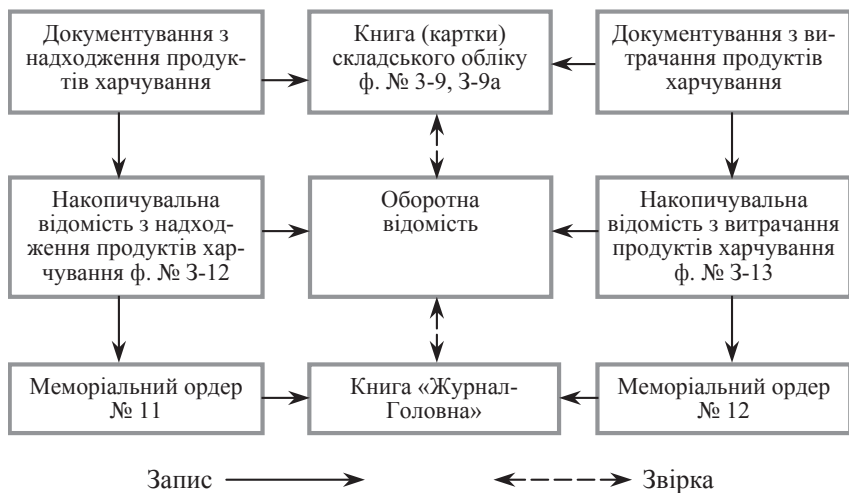 Документування з
надходження продук-
тів харчування
Книга (картки)
складського обліку
ф. № 3-9, З-9а
Документування з ви-
трачання продуктів
харчування
Накопичувальна
відомість з надход-
ження продуктів хар-
чування ф. № З-12
Оборотна
відомість
Накопичувальна
відомість з витрачання
продуктів харчування
ф. № З-13
Меморіальний ордер
№ 11
Книга «Журнал-
Головна»
Меморіальний ордер
№ 12
Запис
Звірка